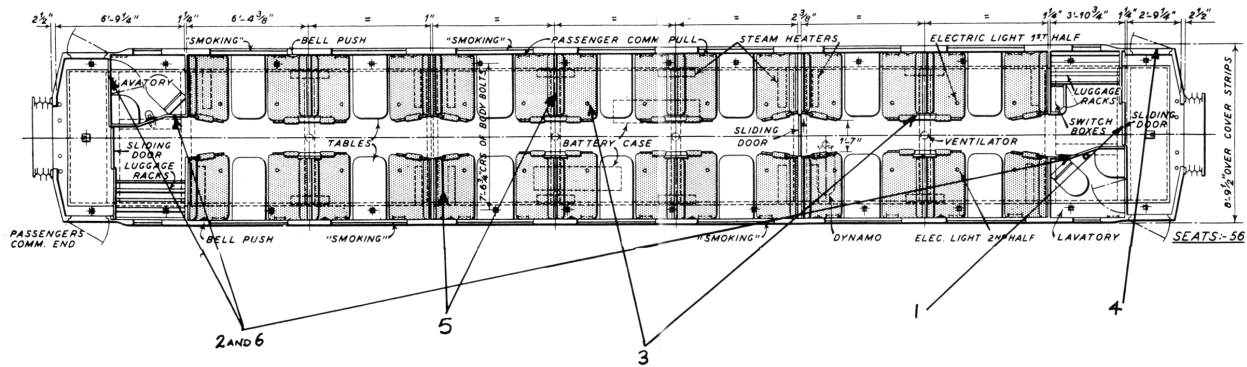 2½" 6'-9¼" 1¼" 6'-4⅜" = 1" = = = 2⅜" = = 1¼" 3'-10¾" 1¼" 2'-9¼" 2½"
"SMOKING" BELL PUSH "SMOKING" PASSENGER COMM. PULL STEAM HEATERS ELECTRIC LIGHT 1ST HALF
LAVATORY
LUGGAGE
RACKS
SWITCH
BOXES
SLIDING
DOOR
SLIDING
DOOR
LUGGAGE
RACKS
TABLES
7'-6¾" CRS OF BODY BOLTS
BATTERY CASE
SLIDING
DOOR
1'-7"
VENTILATOR
8'-9½" OVER COVER STRIPS
PASSENGERS
COMM. END
BELL PUSH "SMOKING" "SMOKING" DYNAMO ELEC. LIGHT 2ND HALF LAVATORY SEATS:-56
2 AND 6
5
3
1
4